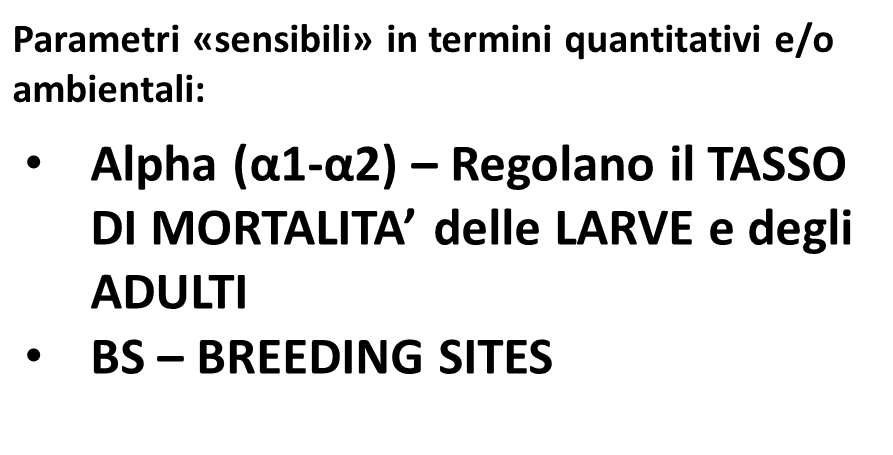 Parametri «sensibili» in termini quantitativi e/o
ambientali:
• Alpha (α1-α2) – Regolano il TASSO
DI MORTALITA’ delle LARVE e degli
ADULTI
• BS – BREEDING SITES